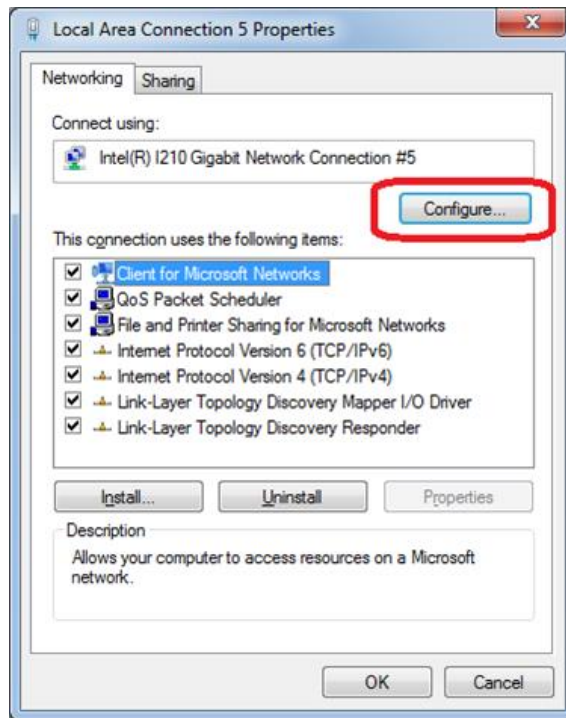 Local Area Connection 5 Properties
Networking
Sharing
Connect using:
Intel(R) I210 Gigabit Network Connection #5
Configure...
This connection uses the following items:
Client for Microsoft Networks
QoS Packet Scheduler
File and Printer Sharing for Microsoft Networks
Internet Protocol Version 6 (TCP/IPv6)
Internet Protocol Version 4 (TCP/IPv4)
Link-Layer Topology Discovery Mapper I/O Driver
Link-Layer Topology Discovery Responder
Install...
Uninstall
Properties
Description
Allows your computer to access resources on a Microsoft
network.
OK
Cancel